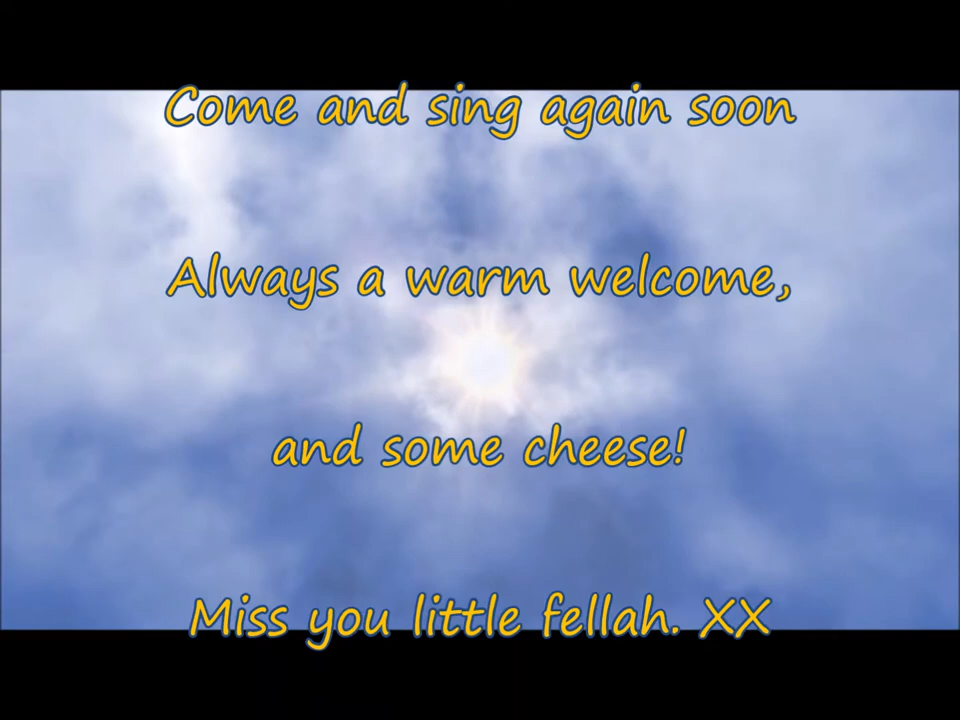 Come and sing again soon
Always a warm welcome,
and some cheese!
Miss you little fellah. XX